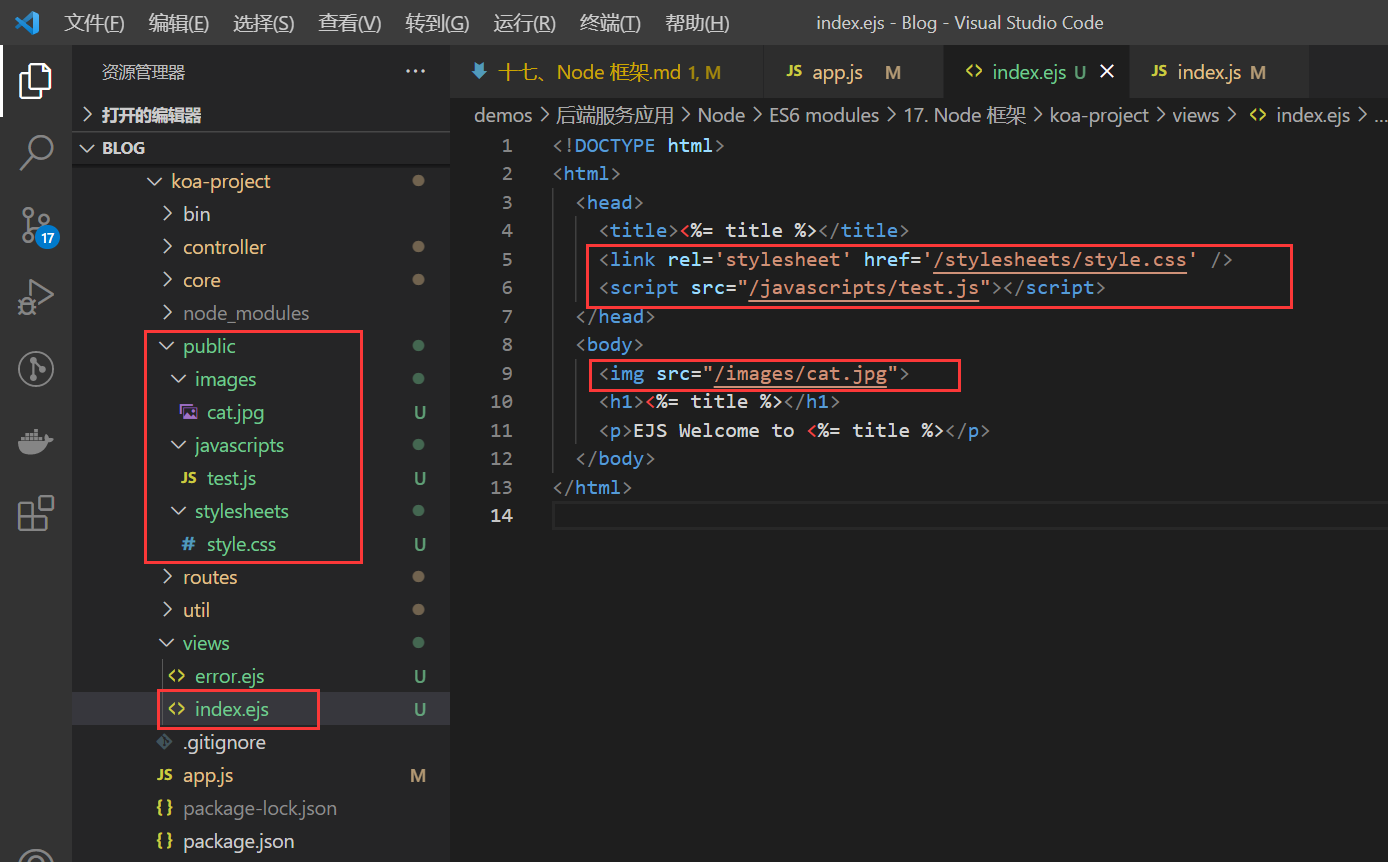 文件(F) 编辑(E) 选择(S) 查看(V) 转到(G) 运行(R) 终端(T) 帮助(H) index.ejs - Blog - Visual Studio Code
资源管理器 ···
打开的编辑器
BLOG
koa-project
bin
controller
core
node_modules
public
images
cat.jpg U
javascripts
JS test.js U
stylesheets
# style.css U
routes
util
views
<> error.ejs U
<> index.ejs U
.gitignore
JS app.js M
{} package-lock.json
{} package.json
17
十七、Node 框架.md 1, M JS app.js M <> index.ejs U × JS index.js M
demos > 后端服务应用 > Node > ES6 modules > 17. Node 框架 > koa-project > views > <> index.ejs > ...
1 <!DOCTYPE html>
2 <html>
3 <head>
4 <title><%= title %></title>
5 <link rel='stylesheet' href='/stylesheets/style.css' />
6 <script src="/javascripts/test.js"></script>
7 </head>
8 <body>
9 <img src="/images/cat.jpg">
10 <h1><%= title %></h1>
11 <p>EJS Welcome to <%= title %></p>
12 </body>
13 </html>
14